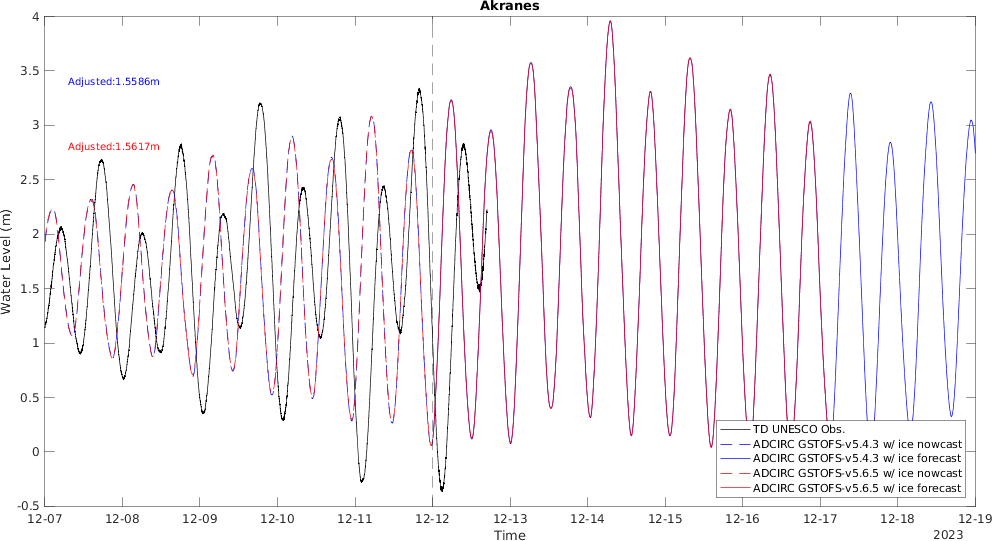 Akranes
4
3.5
3
2.5
2
1.5
1
0.5
0
-0.5
Water Level (m)
Adjusted:1.5586m
Adjusted:1.5617m
TD UNESCO Obs.
ADCIRC GSTOFS-v5.4.3 w/ ice nowcast
ADCIRC GSTOFS-v5.4.3 w/ ice forecast
ADCIRC GSTOFS-v5.6.5 w/ ice nowcast
ADCIRC GSTOFS-v5.6.5 w/ ice forecast
12-07 12-08 12-09 12-10 12-11 12-12 12-13 12-14 12-15 12-16 12-17 12-18 12-19
Time
2023